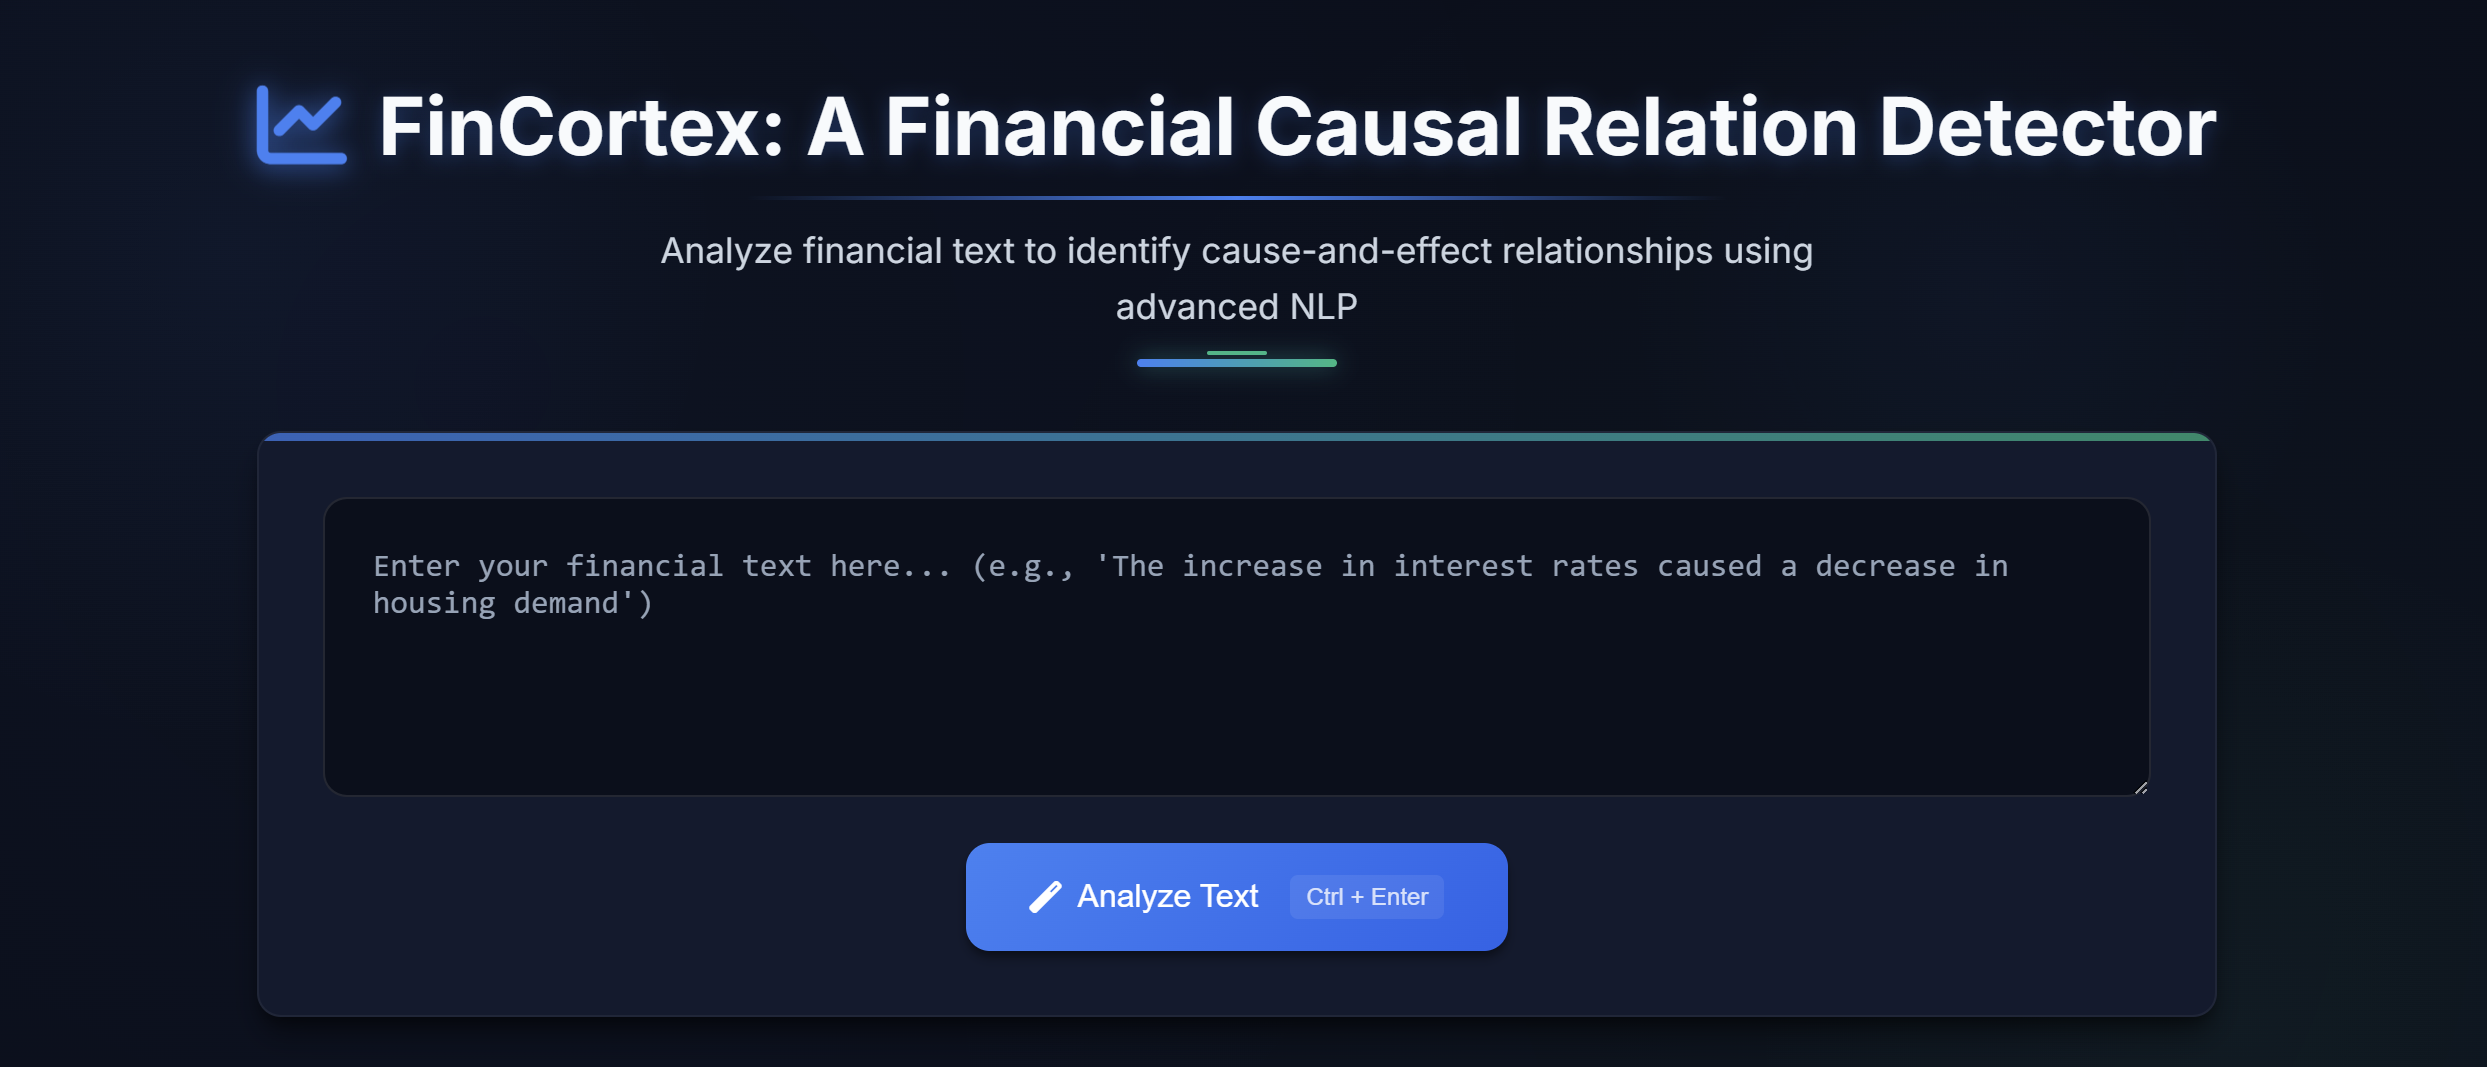 FinCortex: A Financial Causal Relation Detector
Analyze financial text to identify cause-and-effect relationships using
advanced NLP
Enter your financial text here... (e.g., 'The increase in interest rates caused a decrease in
housing demand')
Analyze Text Ctrl + Enter